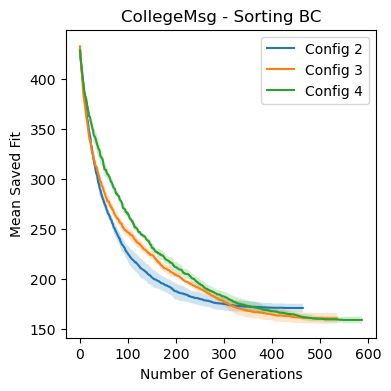 CollegeMsg - Sorting BC
Config 2
Config 3
Config 4
Mean Saved Fit
400
350
300
250
200
150
0 100 200 300 400 500 600
Number of Generations